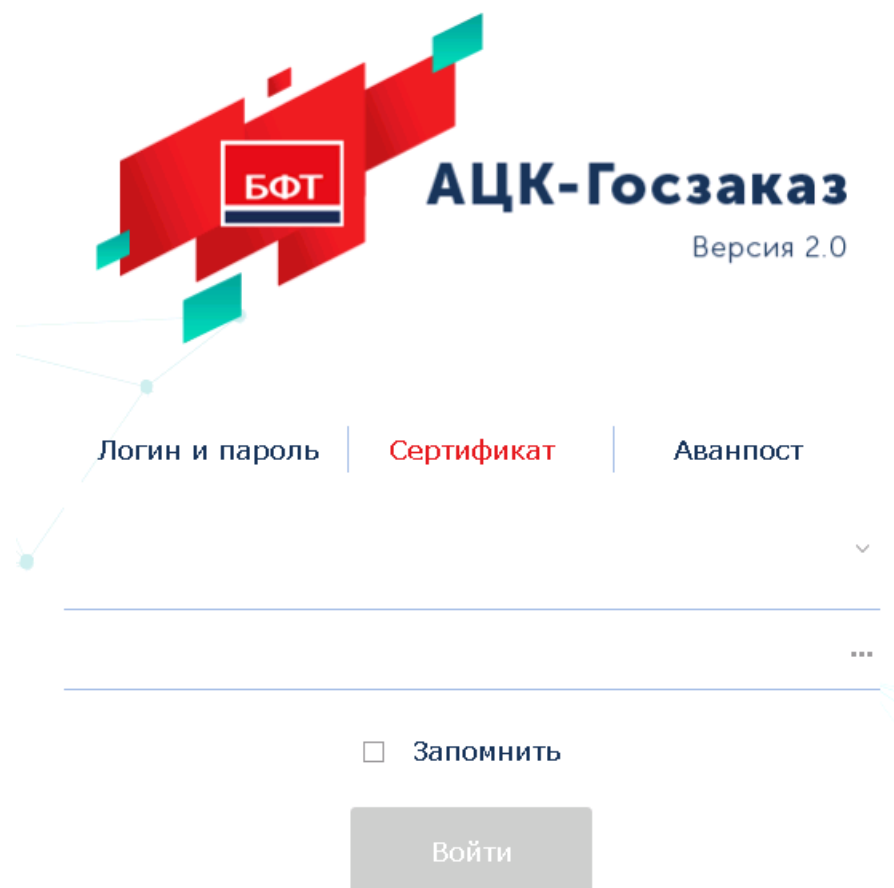 БФТ
АЦК-Госзаказ
Версия 2.0
Логин и пароль Сертификат Аванпост
Запомнить
Войти